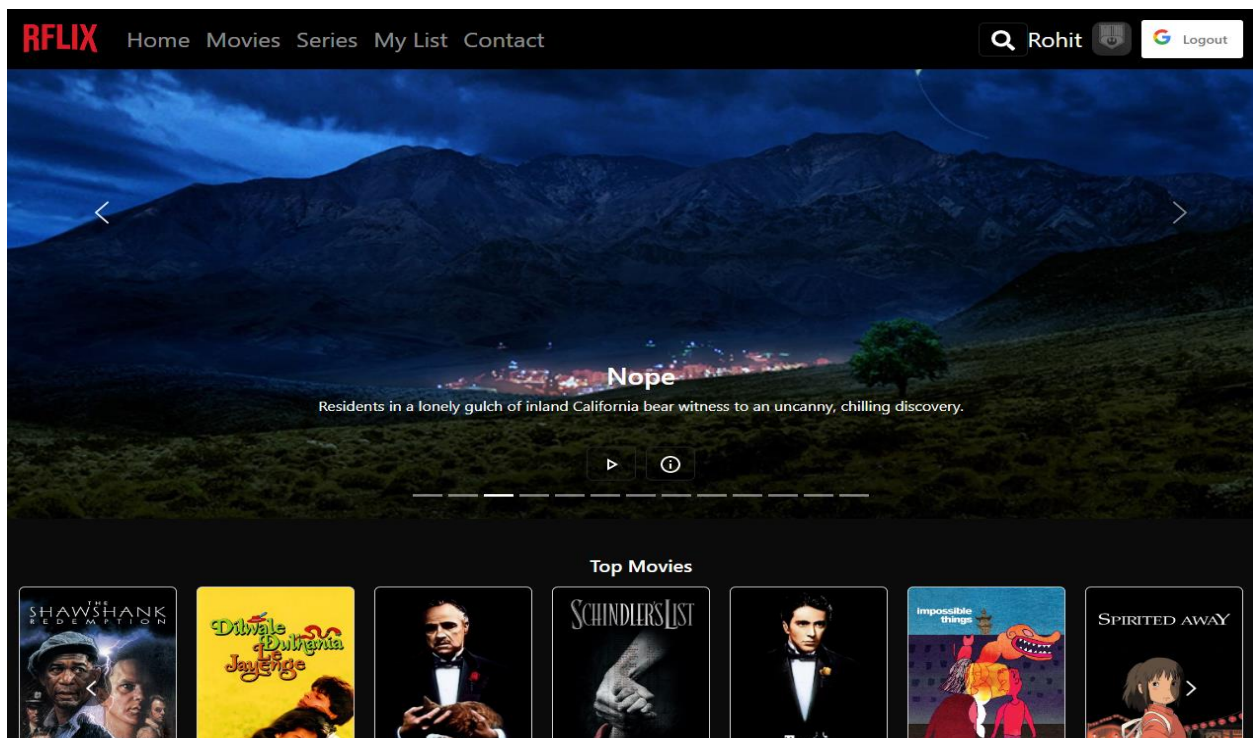 RFLIX Home Movies Series My List Contact Rohit G Logout
Nope
Residents in a lonely gulch of inland California bear witness to an uncanny, chilling discovery.
Top Movies
THE
SHAWSHANK
REDEMPTION
Dilwale
Dulhania
Le
Jayenge
SCHINDLER'S LIST
impossible
things
SPIRITED AWAY